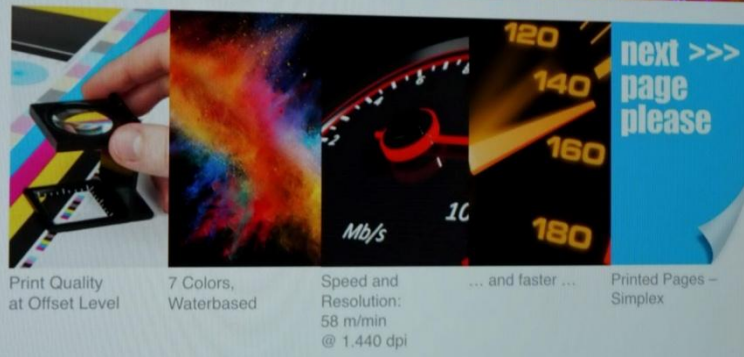 120
140
160
180
next >>>
page
please
Mb/s
10
Print Quality
at Offset Level
7 Colors,
Waterbased
Speed and
Resolution:
58 m/min
@ 1.440 dpi
... and faster ...
Printed Pages –
Simplex